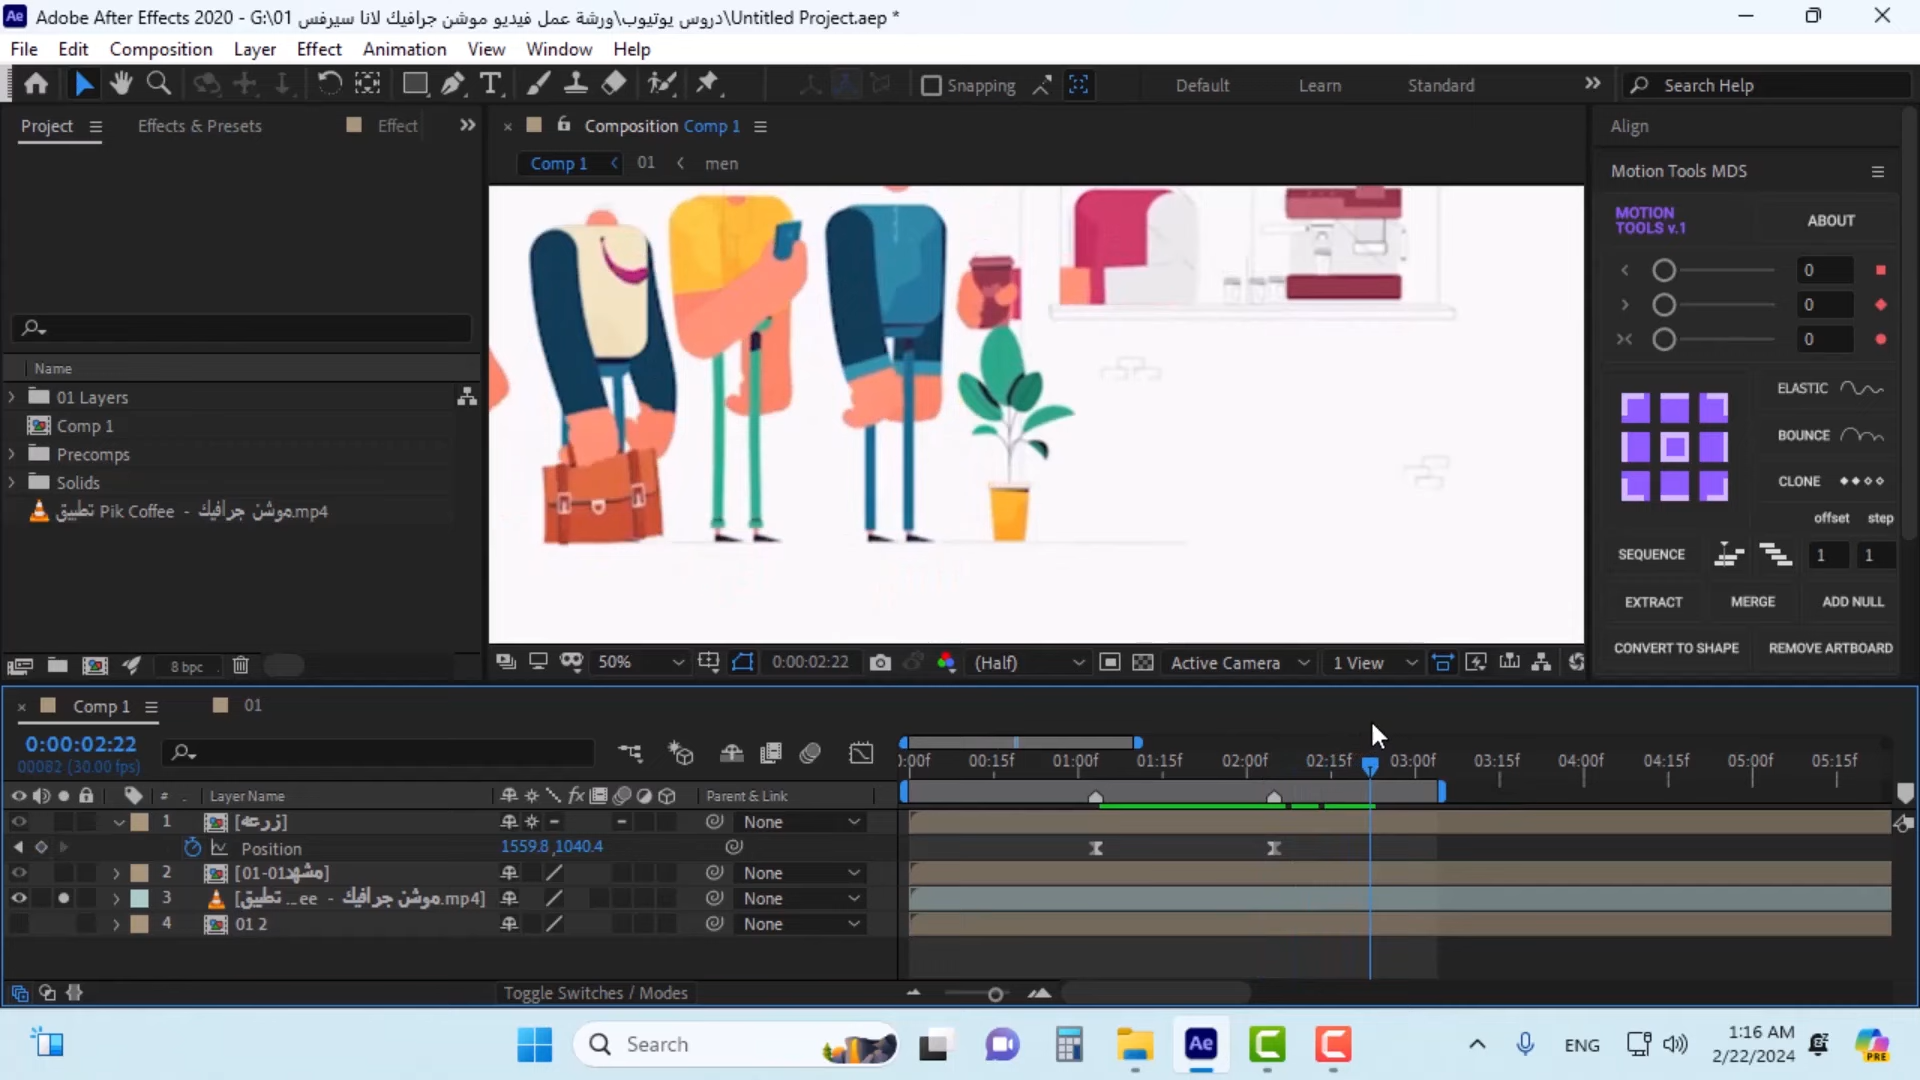 Adobe After Effects 2020 - G:\01 دروس يوتيوب\ورشة عمل فيديو موشن جرافيك لانا سيرفس\Untitled Project.aep *
File Edit Composition Layer Effect Animation View Window Help
Snapping Default Learn Standard Search Help
Project Effects & Presets Effect
Composition Comp 1
Comp 1 01 men
Name
01 Layers
Comp 1
Precomps
Solids
تطبيق Pik Coffee - موشن جرافيك.mp4
8 bpc
50% 0:00:02:22 (Half) Active Camera 1 View
Align
Motion Tools MDS
MOTION TOOLS v.1 ABOUT
0
0
0
ELASTIC
BOUNCE
CLONE
offset step
SEQUENCE 1 1
EXTRACT MERGE ADD NULL
CONVERT TO SHAPE REMOVE ARTBOARD
Comp 1 01
0:00:02:22
00082 (30.00 fps)
):00f 00:15f 01:00f 01:15f 02:00f 02:15f 03:00f 03:15f 04:00f 04:15f 05:00f 05:15f
# Layer Name fx Parent & Link
1 [زرعه] None
Position 1559.8,1040.4
2 [مشهد01-01] None
3 [تطبيق ...ee - موشن جرافيك.mp4] None
4 01 2 None
Toggle Switches / Modes
Search
Ae
ENG 1:16 AM
2/22/2024
PRE